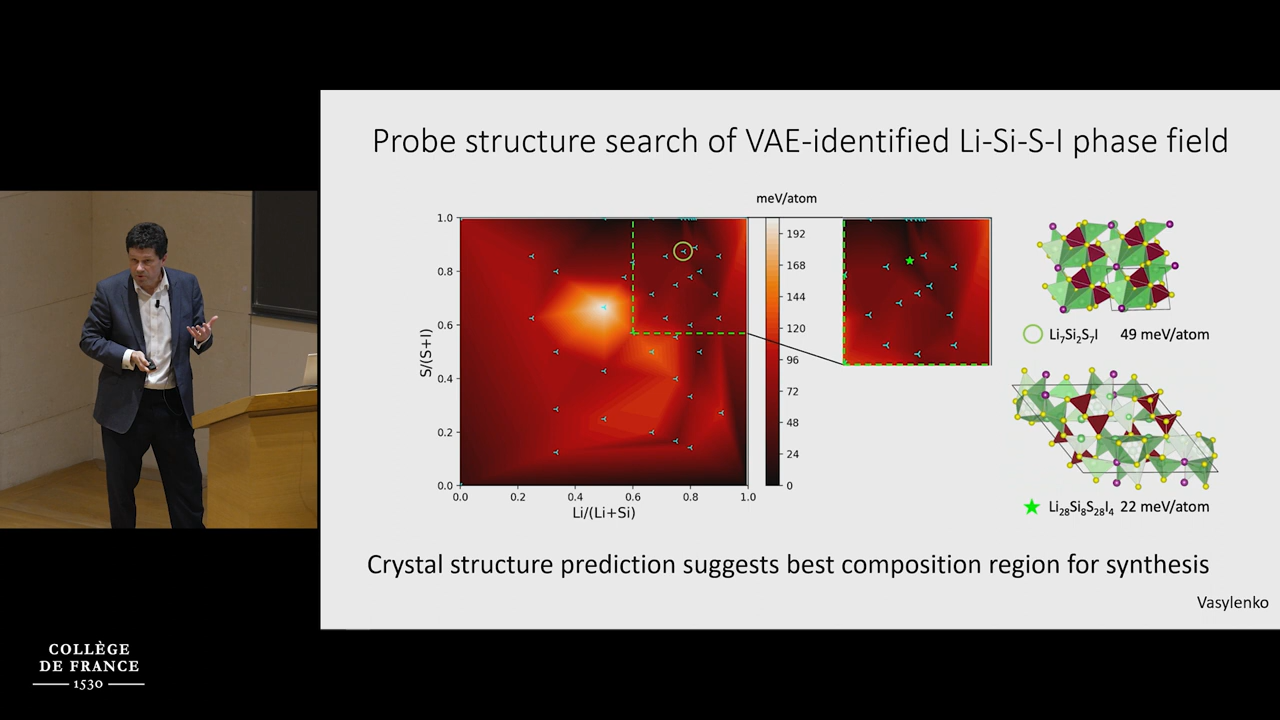 Probe structure search of VAE-identified Li-Si-S-I phase field
meV/atom
1.0
0.8
0.6
0.4
0.2
0.0
S/(S+I)
0.0 0.2 0.4 0.6 0.8 1.0
Li/(Li+Si)
192
168
144
120
96
72
48
24
0
Li₇Si₂S₇I 49 meV/atom
Li₂₈Si₈S₂₈I₄ 22 meV/atom
Crystal structure prediction suggests best composition region for synthesis
Vasylenko
COLLÈGE
DE FRANCE
1530